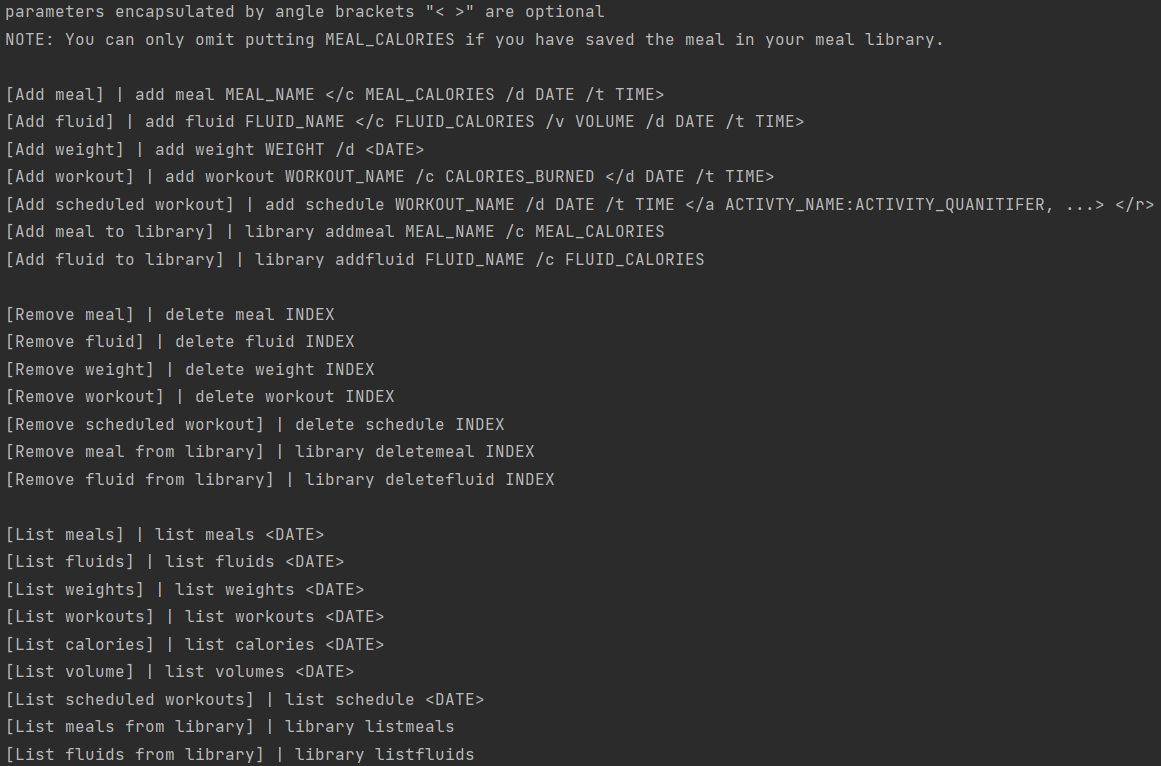 parameters encapsulated by angle brackets "< >" are optional
NOTE: You can only omit putting MEAL_CALORIES if you have saved the meal in your meal library.
[Add meal] | add meal MEAL_NAME </c MEAL_CALORIES /d DATE /t TIME>
[Add fluid] | add fluid FLUID_NAME </c FLUID_CALORIES /v VOLUME /d DATE /t TIME>
[Add weight] | add weight WEIGHT /d <DATE>
[Add workout] | add workout WORKOUT_NAME /c CALORIES_BURNED </d DATE /t TIME>
[Add scheduled workout] | add schedule WORKOUT_NAME /d DATE /t TIME </a ACTIVTY_NAME:ACTIVITY_QUANITIFER, ...> </r>
[Add meal to library] | library addmeal MEAL_NAME /c MEAL_CALORIES
[Add fluid to library] | library addfluid FLUID_NAME /c FLUID_CALORIES
[Remove meal] | delete meal INDEX
[Remove fluid] | delete fluid INDEX
[Remove weight] | delete weight INDEX
[Remove workout] | delete workout INDEX
[Remove scheduled workout] | delete schedule INDEX
[Remove meal from library] | library deletemeal INDEX
[Remove fluid from library] | library deletefluid INDEX
[List meals] | list meals <DATE>
[List fluids] | list fluids <DATE>
[List weights] | list weights <DATE>
[List workouts] | list workouts <DATE>
[List calories] | list calories <DATE>
[List volume] | list volumes <DATE>
[List scheduled workouts] | list schedule <DATE>
[List meals from library] | library listmeals
[List fluids from library] | library listfluids